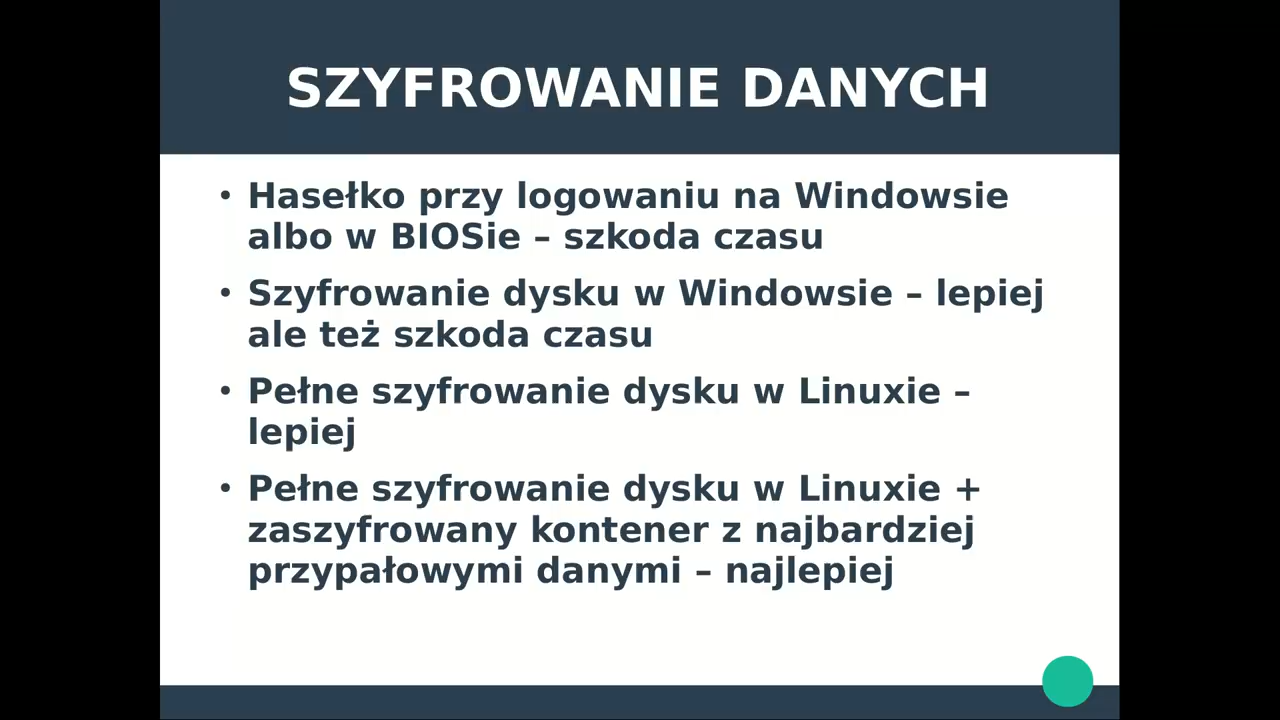 SZYFROWANIE DANYCH
• Hasełko przy logowaniu na Windowsie
albo w BIOSie – szkoda czasu
• Szyfrowanie dysku w Windowsie – lepiej
ale też szkoda czasu
• Pełne szyfrowanie dysku w Linuxie –
lepiej
• Pełne szyfrowanie dysku w Linuxie +
zaszyfrowany kontener z najbardziej
przypałowymi danymi – najlepiej